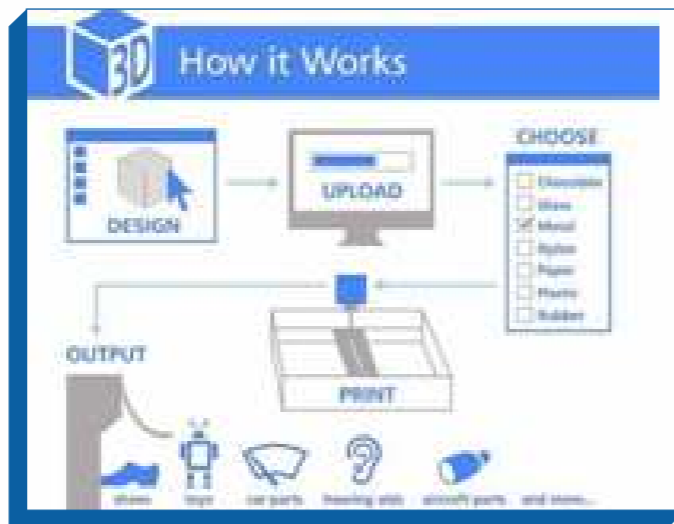 3D
How it Works
DESIGN
UPLOAD
CHOOSE
Chocolate
Glass
Metal
Nylon
Paper
Plastic
Rubber
OUTPUT
PRINT
shoes
toys
car parts
hearing aids
aircraft parts
and more...